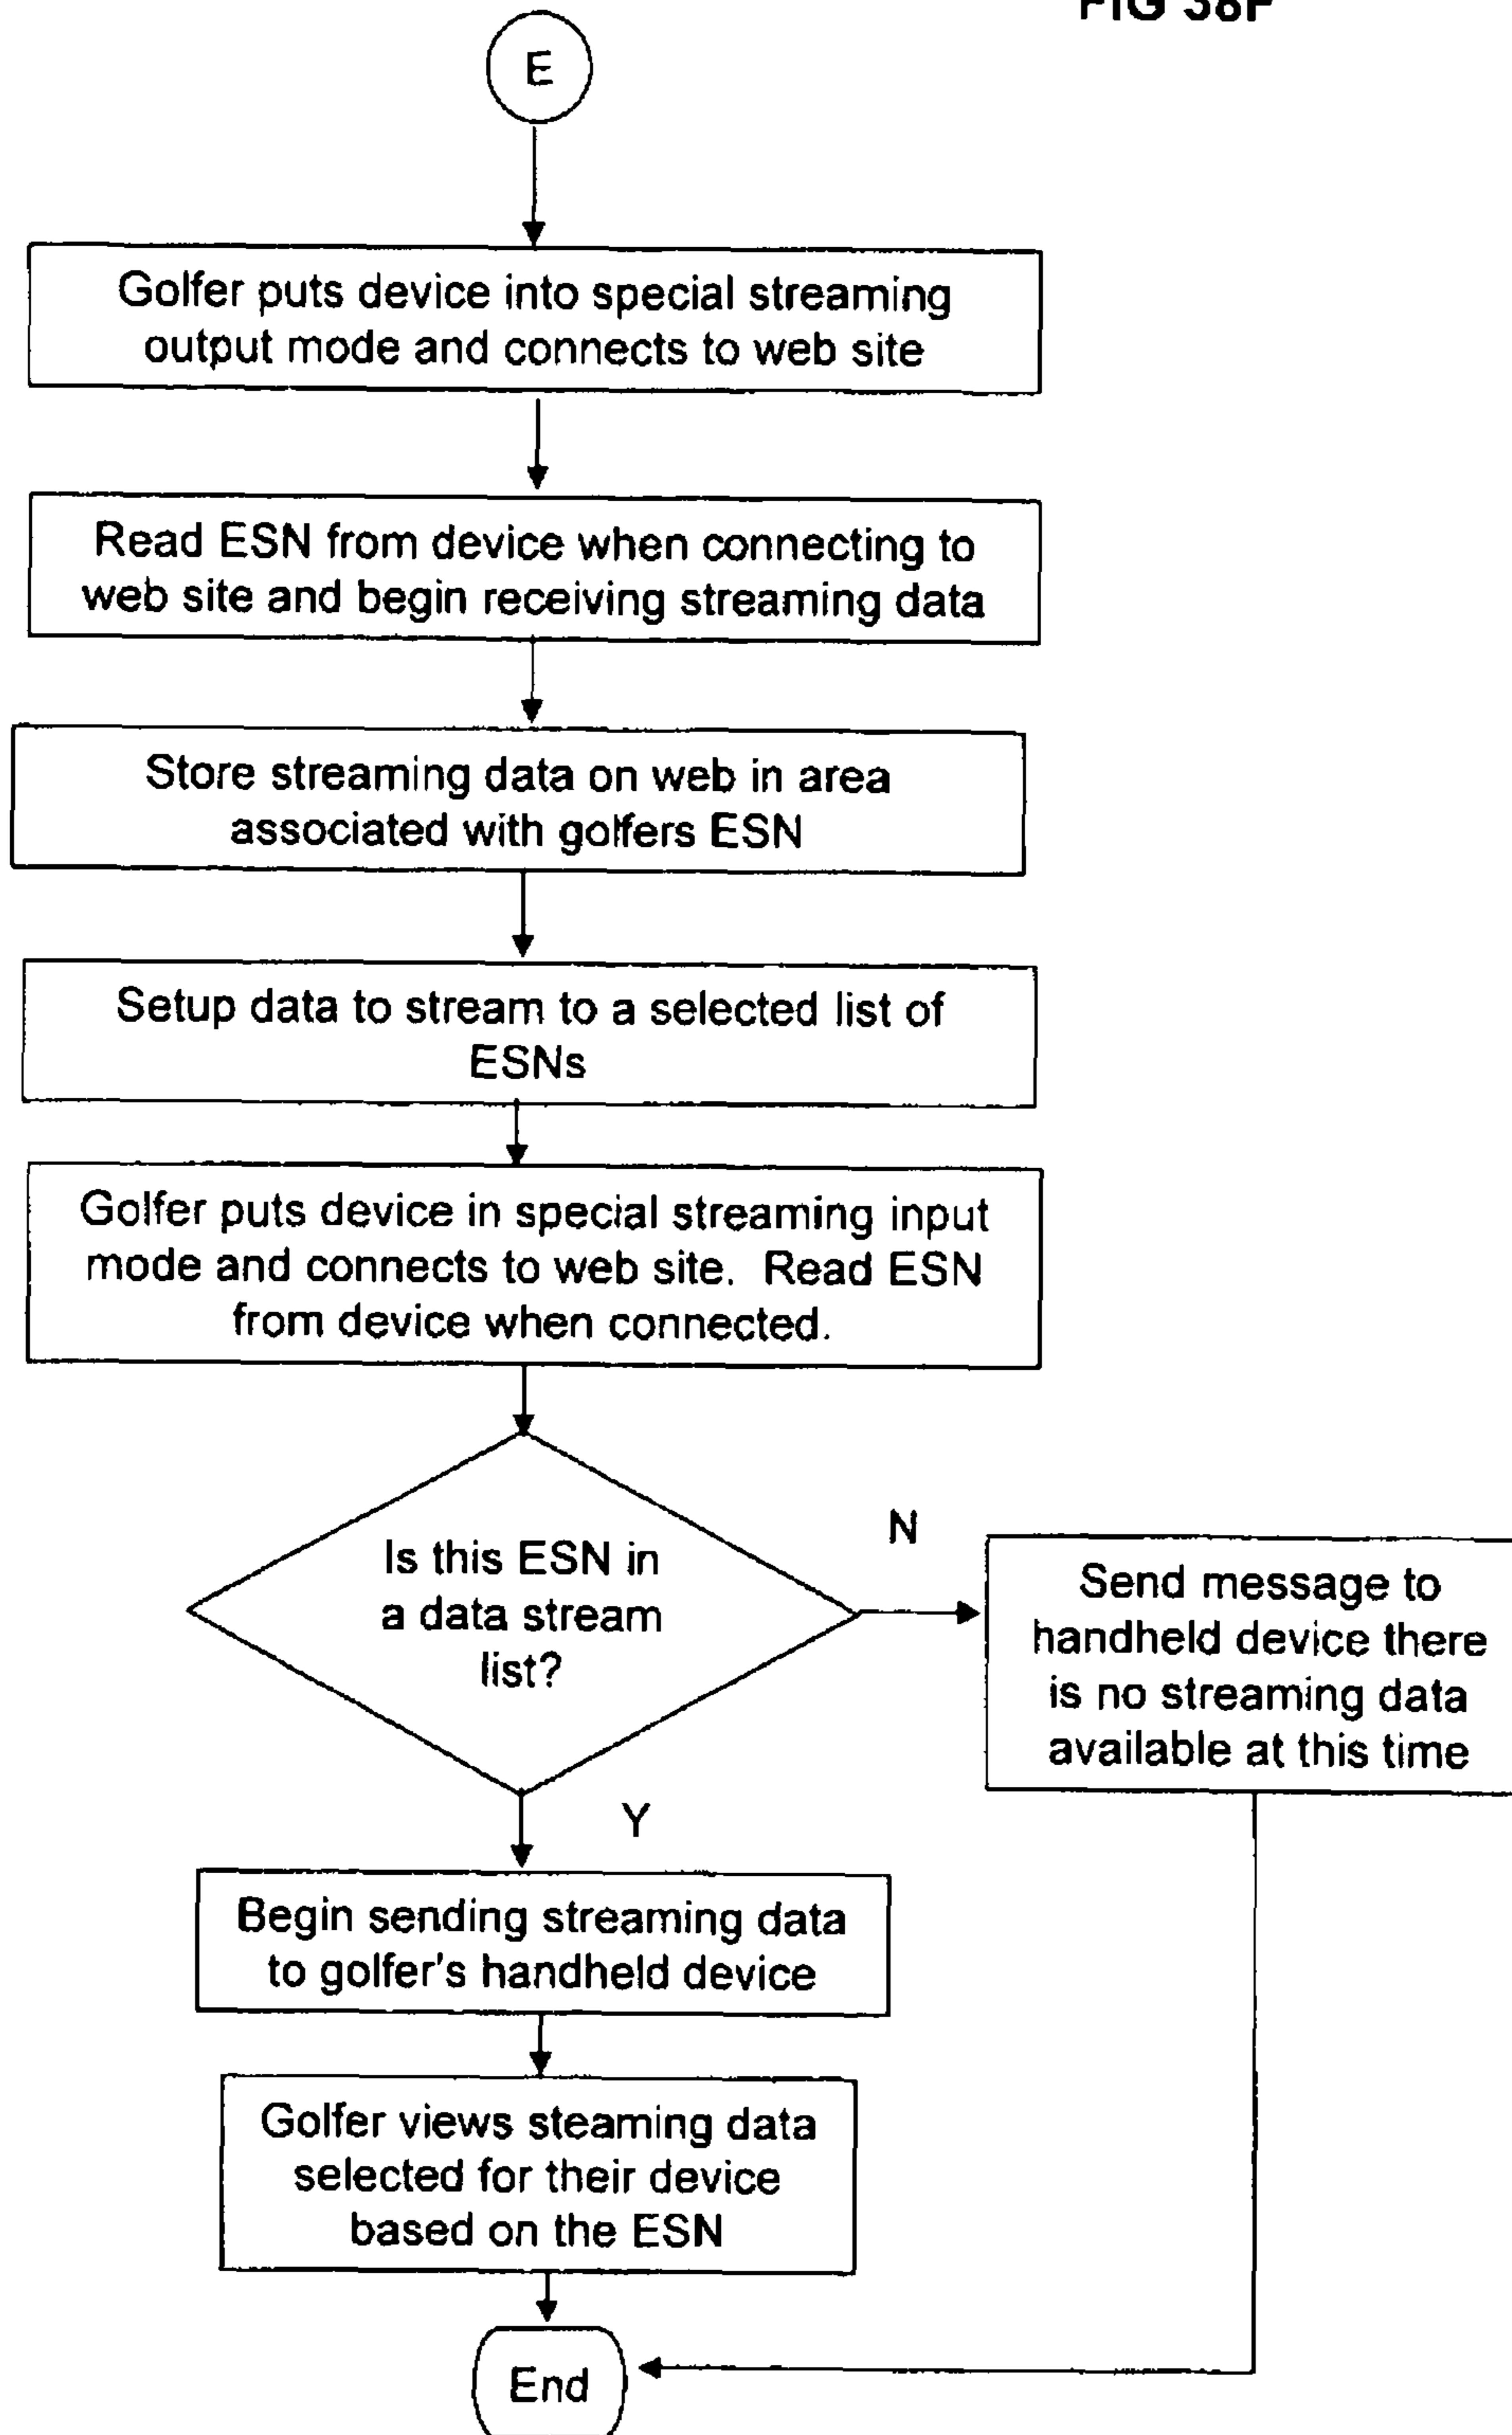 FIG 38F
E
Golfer puts device into special streaming
output mode and connects to web site
Read ESN from device when connecting to
web site and begin receiving streaming data
Store streaming data on web in area
associated with golfers ESN
Setup data to stream to a selected list of
ESNs
Golfer puts device in special streaming input
mode and connects to web site. Read ESN
from device when connected.
Is this ESN in
a data stream
list?
N
Send message to
handheld device there
is no streaming data
available at this time
Y
Begin sending streaming data
to golfer's handheld device
Golfer views steaming data
selected for their device
based on the ESN
End